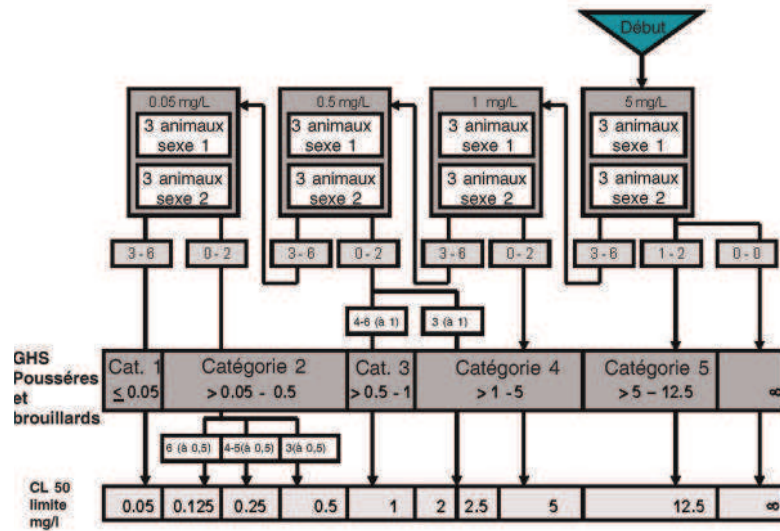 Début
0.05 mg/L
0.5 mg/L
1 mg/L
5 mg/L
3 animaux
sexe 1
3 animaux
sexe 1
3 animaux
sexe 1
3 animaux
sexe 1
3 animaux
sexe 2
3 animaux
sexe 2
3 animaux
sexe 2
3 animaux
sexe 2
3 - 6
0 - 2
3 - 6
0 - 2
3 - 6
0 - 2
3 - 6
1 - 2
0 - 0
4-6 (à 1)
3 (à 1)
GHS
Pousséres
et
brouillards
Cat. 1
≤ 0.05
Catégorie 2
> 0.05 - 0.5
Cat. 3
> 0.5 - 1
Catégorie 4
> 1 - 5
Catégorie 5
> 5 – 12.5
∞
6 (à 0,5)
4-5(à 0,5)
3(à 0,5)
CL 50
limite
mg/l
0.05
0.125
0.25
0.5
1
2
2.5
5
12.5
∞